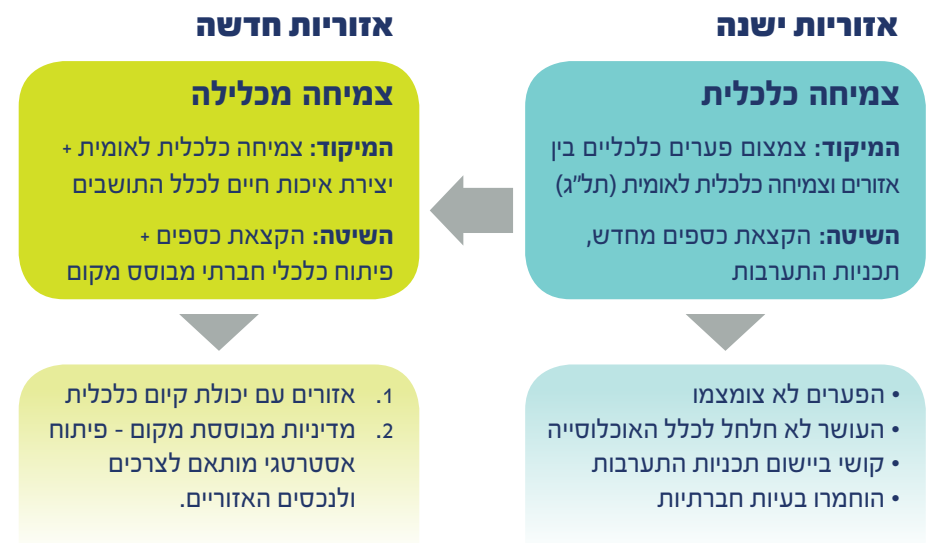 אזוריות ישנה
צמיחה כלכלית
המיקוד: צמצום פערים כלכליים בין
אזורים וצמיחה כלכלית לאומית (תל״ג)
השיטה: הקצאת כספים מחדש,
תכניות התערבות
• הפערים לא צומצמו
• העושר לא חלחל לכלל האוכלוסייה
• קושי ביישום תכניות התערבות
• הוחמרו בעיות חברתיות
אזוריות חדשה
צמיחה מכלילה
המיקוד: צמיחה כלכלית לאומית +
יצירת איכות חיים לכלל התושבים
השיטה: הקצאת כספים +
פיתוח כלכלי חברתי מבוסס מקום
1. אזורים עם יכולת קיום כלכלית
2. מדיניות מבוססת מקום - פיתוח
אסטרטגי מותאם לצרכים
ולנכסים האזוריים.